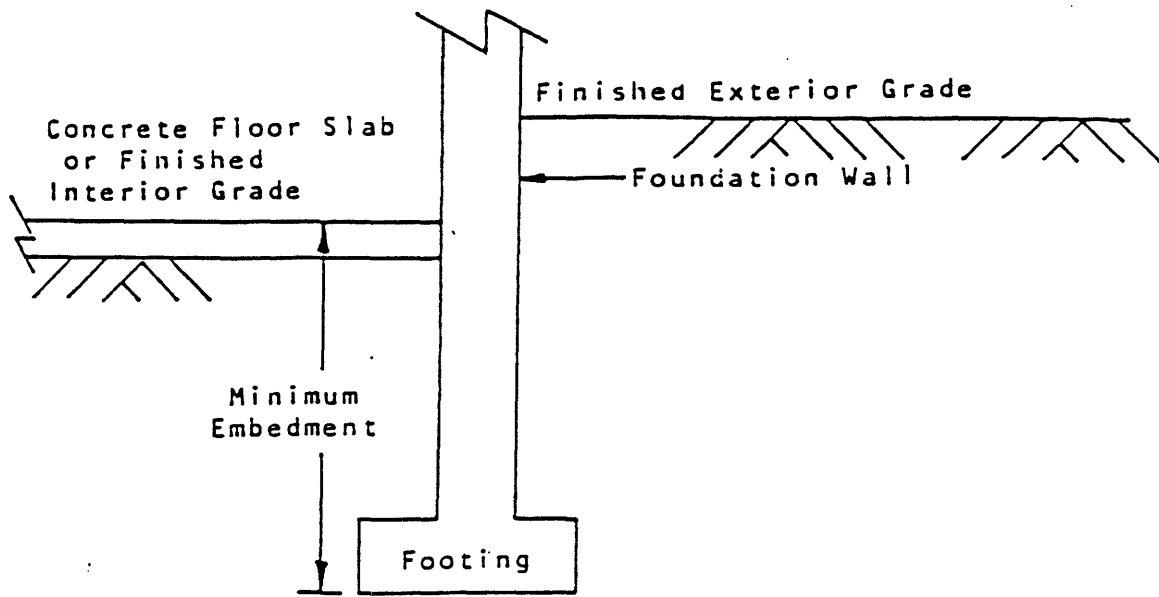 Finished Exterior Grade
Concrete Floor Slab
or Finished
Interior Grade
Foundation Wall
Minimum
Embedment
Footing